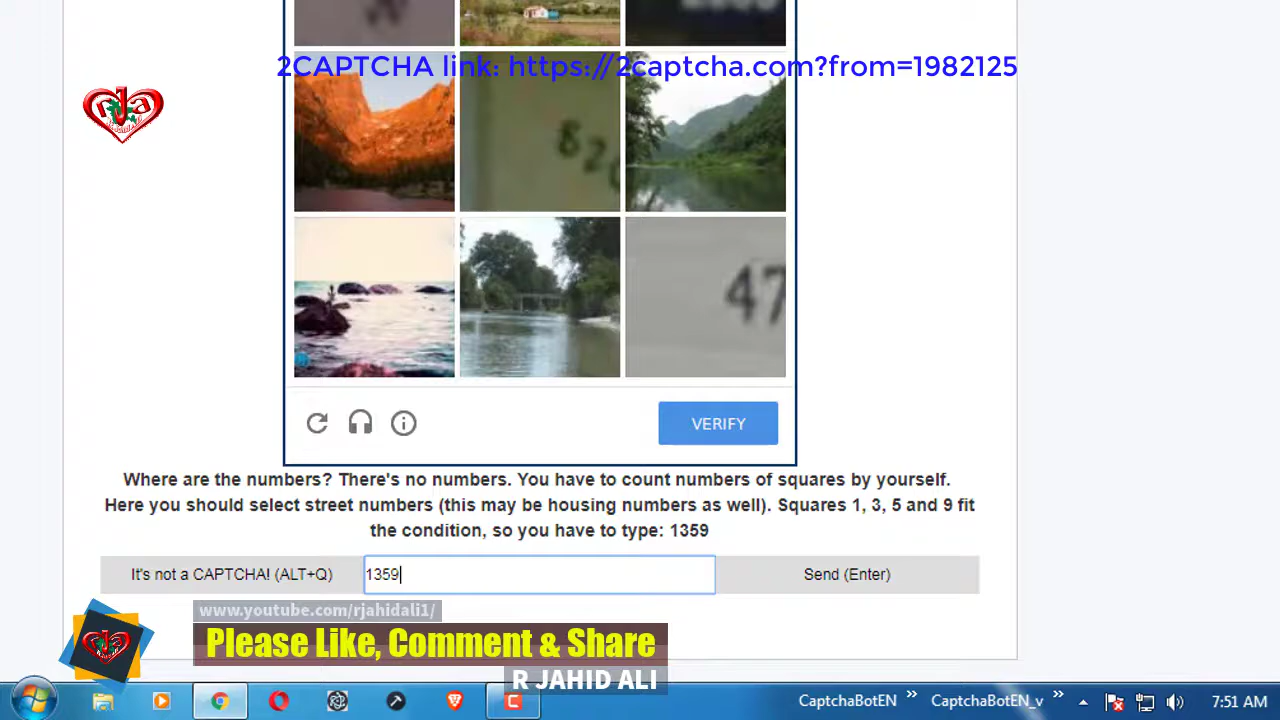 2CAPTCHA link: https://2captcha.com?from=1982125
rja
620
47
VERIFY
Where are the numbers? There's no numbers. You have to count numbers of squares by yourself.
Here you should select street numbers (this may be housing numbers as well). Squares 1, 3, 5 and 9 fit
the condition, so you have to type: 1359
It's not a CAPTCHA! (ALT+Q)
1359
Send (Enter)
www.youtube.com/rjahidali1/
Please Like, Comment & Share
R JAHID ALI
CaptchaBotEN
CaptchaBotEN_v
7:51 AM